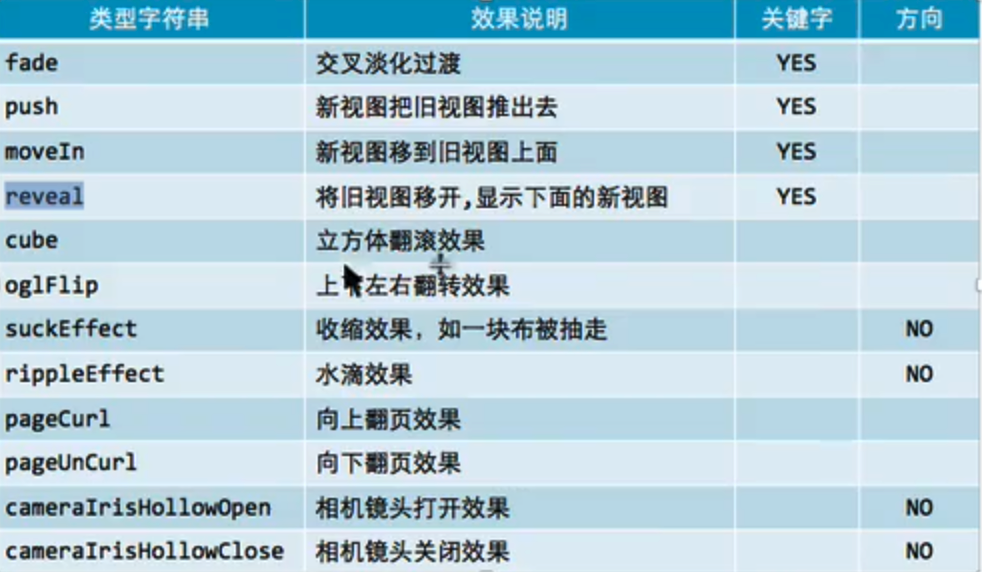 类型字符串 效果说明 关键字 方向
fade 交叉淡化过渡 YES
push 新视图把旧视图推出去 YES
moveIn 新视图移到旧视图上面 YES
reveal 将旧视图移开,显示下面的新视图 YES
cube 立方体翻滚效果
oglFlip 上 左右翻转效果
suckEffect 收缩效果，如一块布被抽走 NO
rippleEffect 水滴效果 NO
pageCurl 向上翻页效果
pageUnCurl 向下翻页效果
cameraIrisHollowOpen 相机镜头打开效果 NO
cameraIrisHollowClose 相机镜头关闭效果 NO